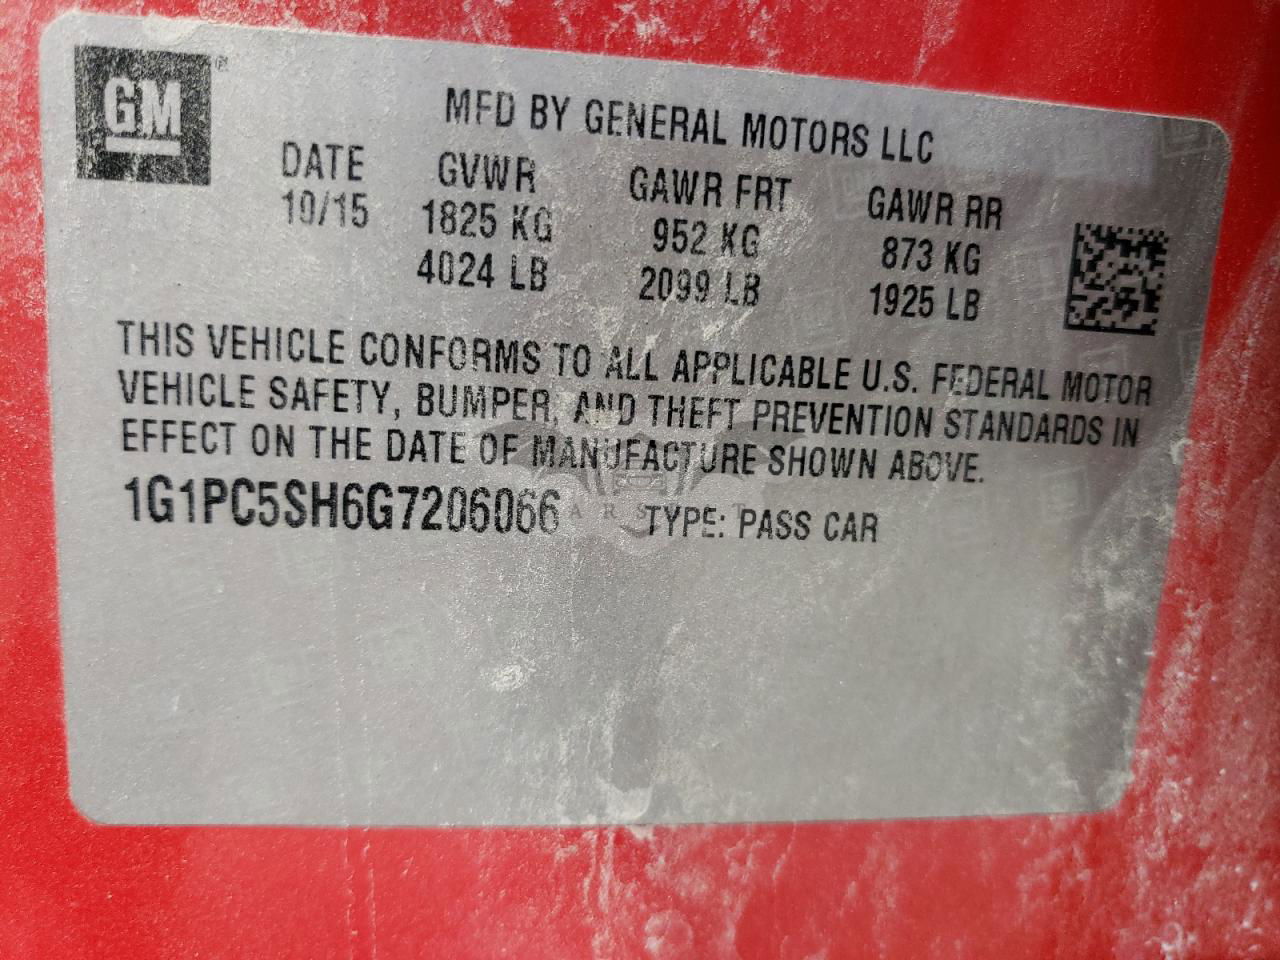 GM®
MFD BY GENERAL MOTORS LLC
DATE GVWR GAWR FRT GAWR RR
10/15 1825 KG 952 KG 873 KG
4024 LB 2099 LB 1925 LB
THIS VEHICLE CONFORMS TO ALL APPLICABLE U.S. FEDERAL MOTOR
VEHICLE SAFETY, BUMPER, AND THEFT PREVENTION STANDARDS IN
EFFECT ON THE DATE OF MANUFACTURE SHOWN ABOVE.
1G1PC5SH6G7206066 TYPE: PASS CAR